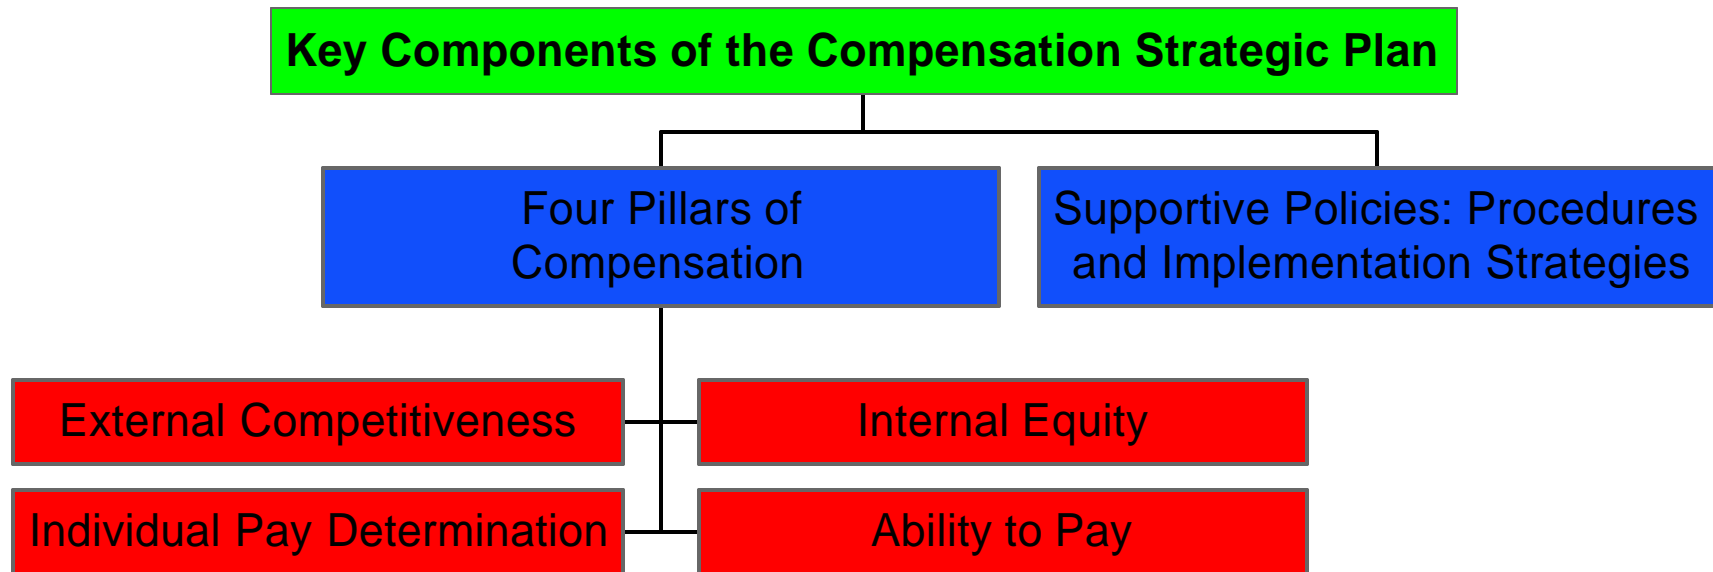 Key Components of the Compensation Strategic Plan
Four Pillars of
Compensation
Supportive Policies: Procedures
and Implementation Strategies
External Competitiveness
Internal Equity
Individual Pay Determination
Ability to Pay